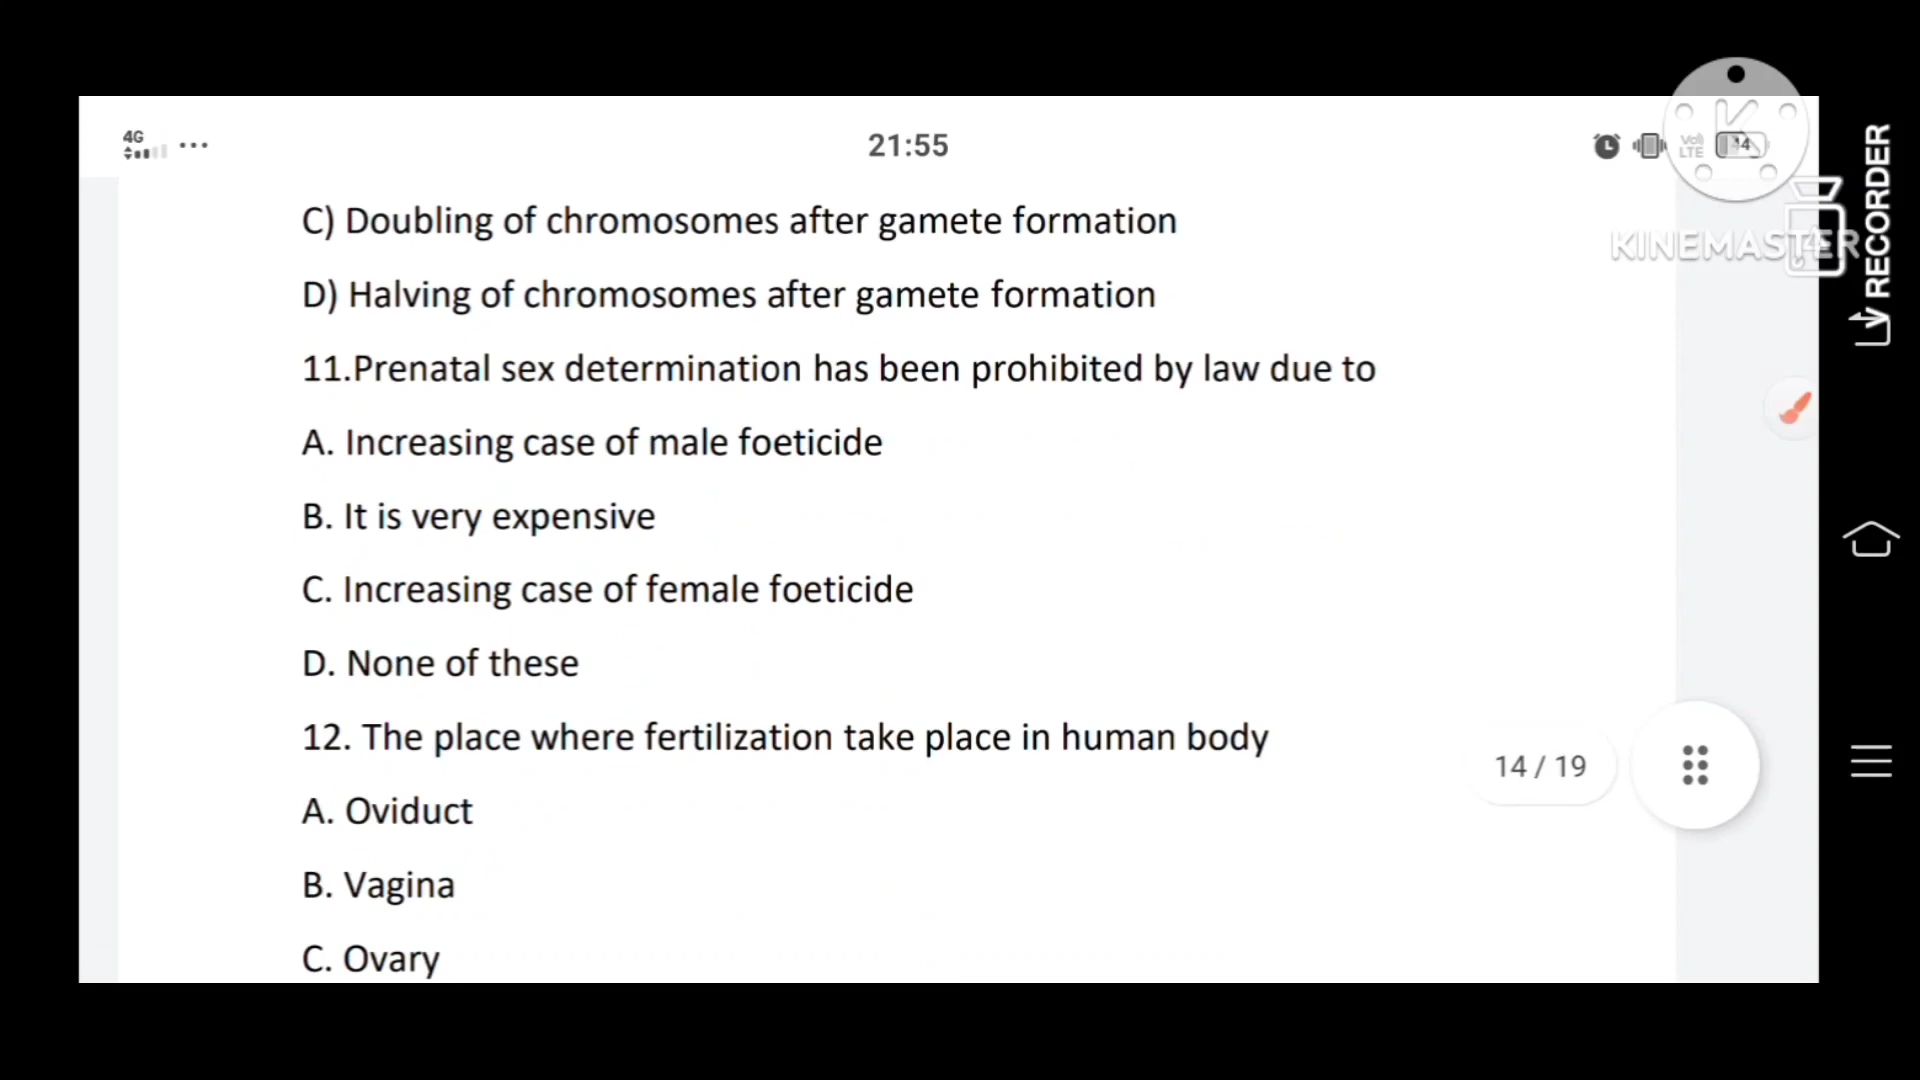 4G
21:55
Vo)
LTE
KINEMASTER
V RECORDER
C) Doubling of chromosomes after gamete formation
D) Halving of chromosomes after gamete formation
11.Prenatal sex determination has been prohibited by law due to
A. Increasing case of male foeticide
B. It is very expensive
C. Increasing case of female foeticide
D. None of these
12. The place where fertilization take place in human body
14 / 19
A. Oviduct
B. Vagina
C. Ovary